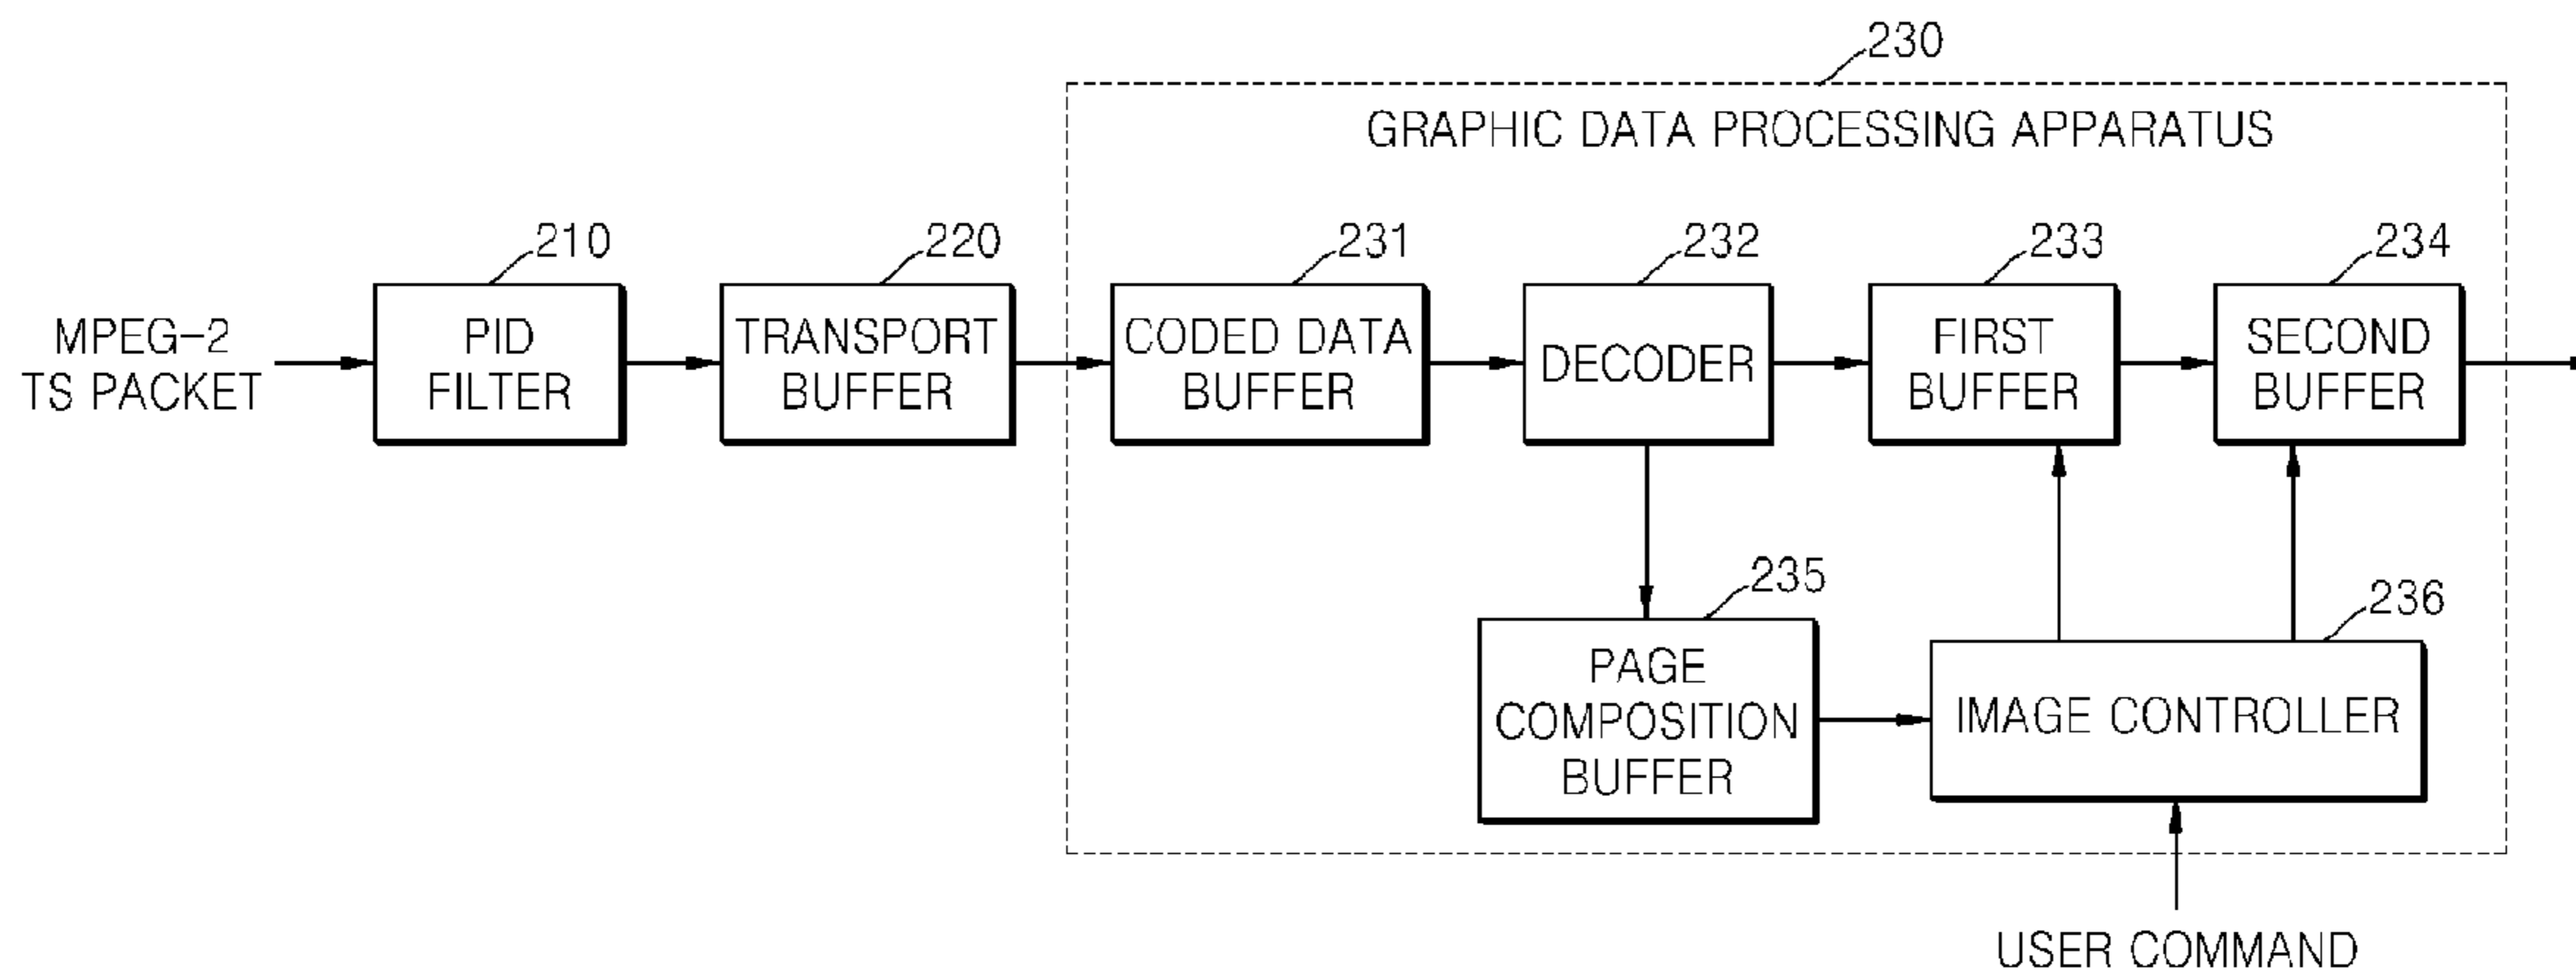 230
GRAPHIC DATA PROCESSING APPARATUS
210
220
231
232
233
234
MPEG-2
TS PACKET
PID
FILTER
TRANSPORT
BUFFER
CODED DATA
BUFFER
DECODER
FIRST
BUFFER
SECOND
BUFFER
235
236
PAGE
COMPOSITION
BUFFER
IMAGE CONTROLLER
USER COMMAND